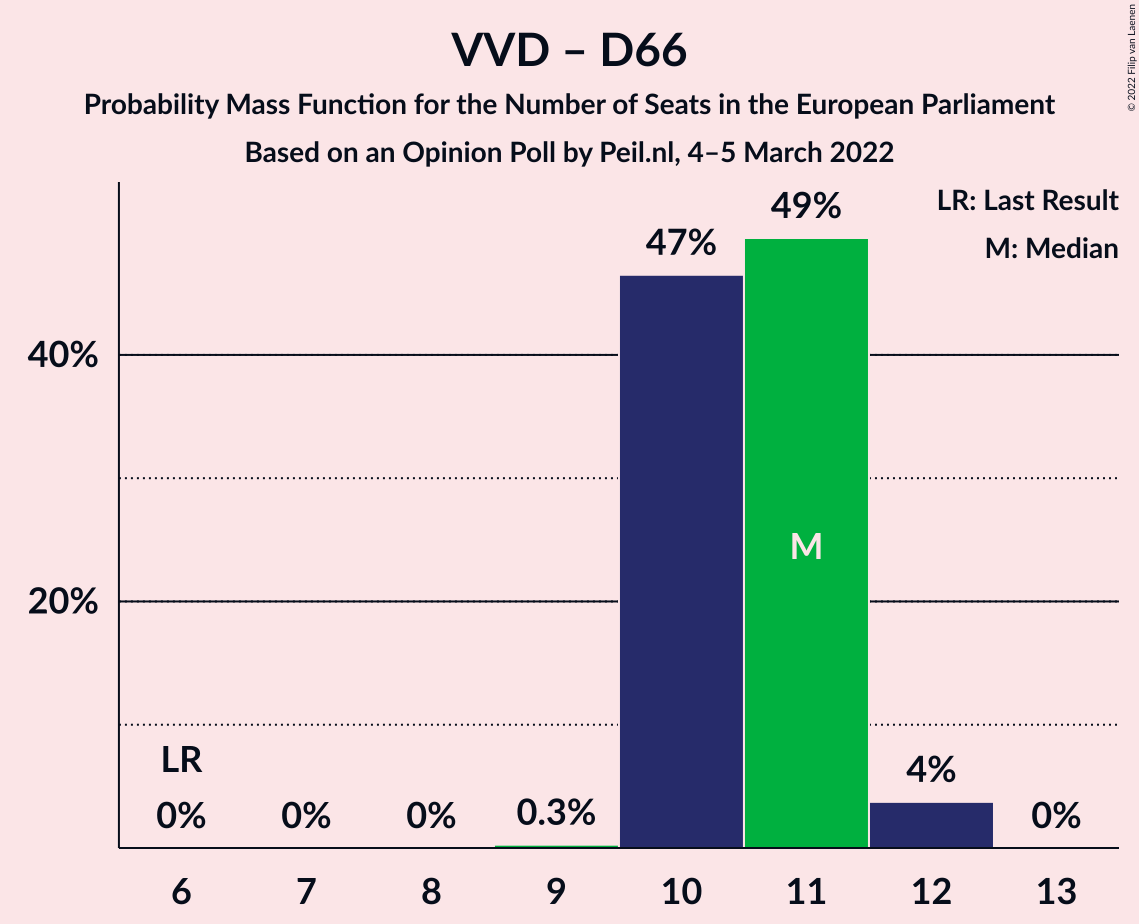 VVD – D66
Probability Mass Function for the Number of Seats in the European Parliament
Based on an Opinion Poll by Peil.nl, 4–5 March 2022
© 2022 Filip van Laenen
LR: Last Result
M: Median
49%
47%
40%
M
20%
LR
4%
0% 0% 0% 0.3% 0%
6 7 8 9 10 11 12 13